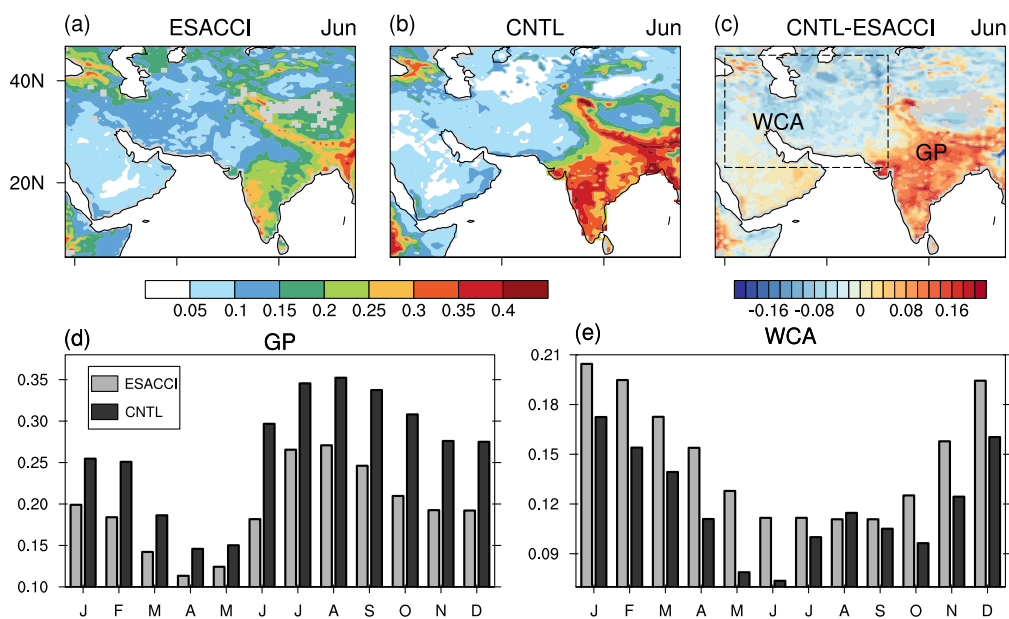 (a) ESACCI Jun
(b) CNTL Jun
(c) CNTL-ESACCI Jun
40N
20N
WCA
GP
0.05 0.1 0.15 0.2 0.25 0.3 0.35 0.4
-0.16 -0.08 0 0.08 0.16
(d) GP
0.35
0.30
0.25
0.20
0.15
0.10
ESACCI
CNTL
J F M A M J J A S O N D
(e) WCA
0.21
0.18
0.15
0.12
0.09
J F M A M J J A S O N D